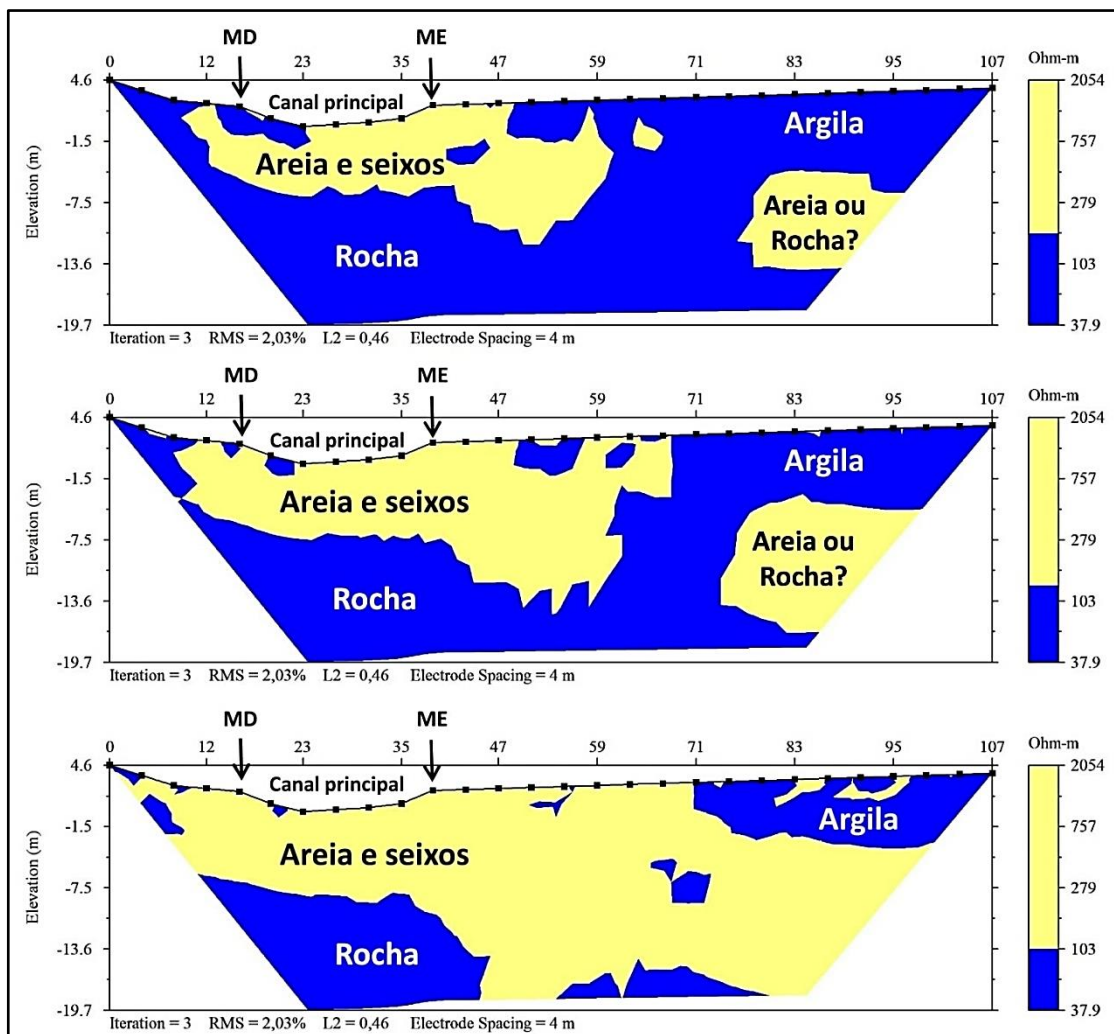 MD ME
0 12 23 35 47 59 71 83 95 107
Ohm-m
4.6
Canal principal
2054
Argila
-1.5
757
Areia e seixos
Elevation (m)
-7.5
Areia ou
279
Rocha?
Rocha
-13.6
103
-19.7
37.9
Iteration = 3 RMS = 2,03% L2 = 0,46 Electrode Spacing = 4 m
MD ME
0 12 23 35 47 59 71 83 95 107
Ohm-m
4.6
Canal principal
2054
Argila
-1.5
757
Areia e seixos
Elevation (m)
-7.5
Areia ou
279
Rocha?
Rocha
-13.6
103
-19.7
37.9
Iteration = 3 RMS = 2,03% L2 = 0,46 Electrode Spacing = 4 m
MD ME
0 12 23 35 47 59 71 83 95 107
Ohm-m
4.6
Canal principal
2054
Argila
-1.5
757
Areia e seixos
Elevation (m)
-7.5
279
Rocha
-13.6
103
-19.7
37.9
Iteration = 3 RMS = 2,03% L2 = 0,46 Electrode Spacing = 4 m